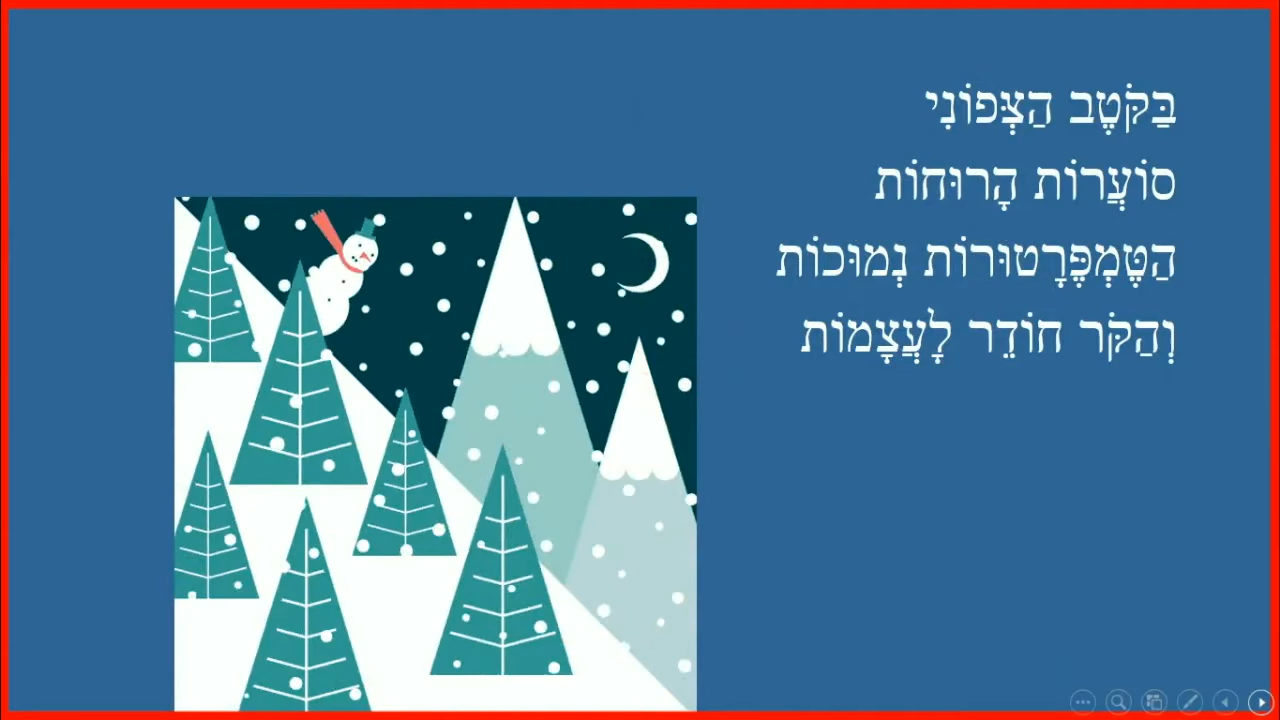 בַּקֹּטֶב הַצְּפוֹנִי
סוֹעֲרוֹת הָרוּחוֹת
הַטֶּמְפֶּרָטוּרוֹת נְמוּכוֹת
וְהַקֹּר חוֹדֵר לָעֲצָמוֹת